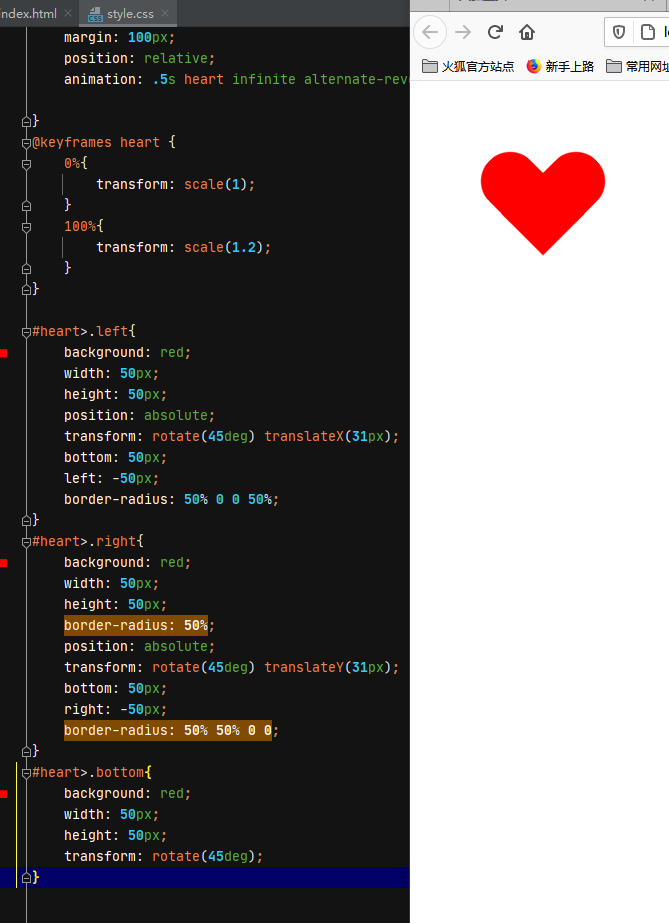 index.html × style.css ×
margin: 100px;
position: relative;
animation: .5s heart infinite alternate-reve
}
@keyframes heart {
0%{
transform: scale(1);
}
100%{
transform: scale(1.2);
}
}
#heart>.left{
background: red;
width: 50px;
height: 50px;
position: absolute;
transform: rotate(45deg) translateX(31px);
bottom: 50px;
left: -50px;
border-radius: 50% 0 0 50%;
}
#heart>.right{
background: red;
width: 50px;
height: 50px;
border-radius: 50%;
position: absolute;
transform: rotate(45deg) translateY(31px);
bottom: 50px;
right: -50px;
border-radius: 50% 50% 0 0;
}
#heart>.bottom{
background: red;
width: 50px;
height: 50px;
transform: rotate(45deg);
}
火狐官方站点 新手上路 常用网址